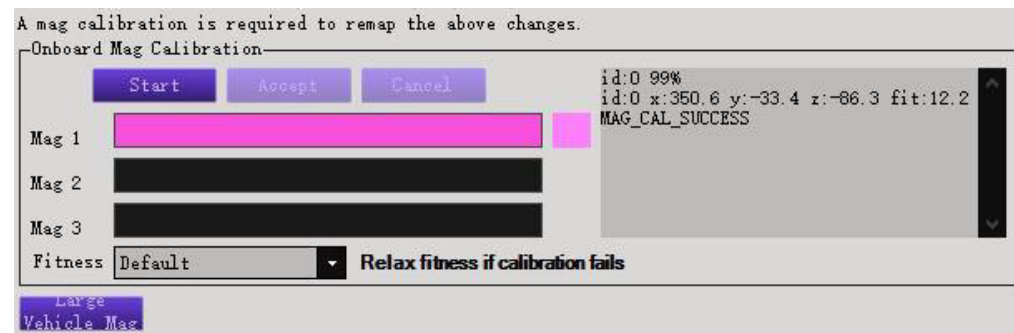 A mag calibration is required to remap the above changes.
Onboard Mag Calibration
Start Accept Cancel
id:0 99%
id:0 x:350.6 y:-33.4 z:-86.3 fit:12.2
MAG_CAL_SUCCESS
Mag 1
Mag 2
Mag 3
Fitness Default Relax fitness if calibration fails
Large
Vehicle Mag